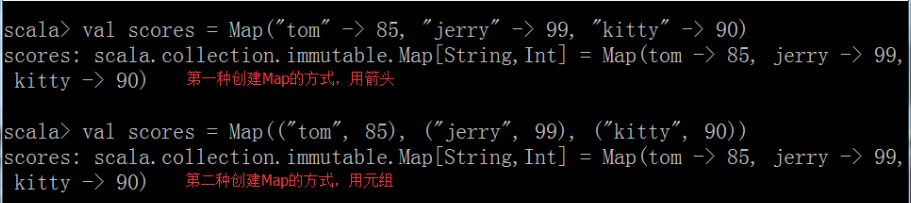 scala> val scores = Map("tom" -> 85, "jerry" -> 99, "kitty" -> 90)
scores: scala.collection.immutable.Map[String,Int] = Map(tom -> 85, jerry -> 99,
kitty -> 90) 第一种创建Map的方式，用箭头
scala> val scores = Map(("tom", 85), ("jerry", 99), ("kitty", 90))
scores: scala.collection.immutable.Map[String,Int] = Map(tom -> 85, jerry -> 99,
kitty -> 90) 第二种创建Map的方式，用元组